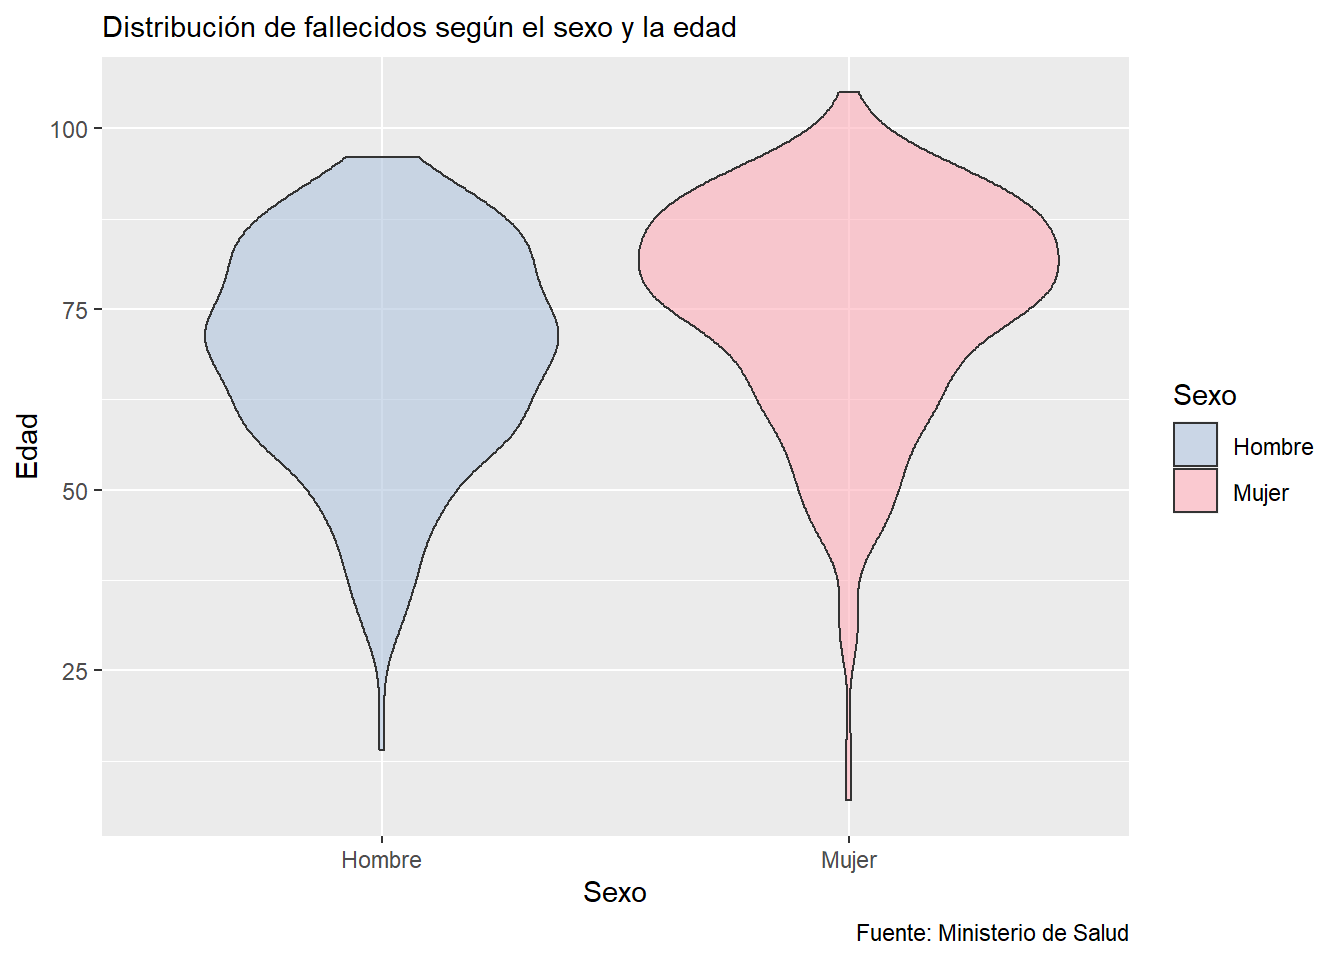 Distribución de fallecidos según el sexo y la edad
100
75
50
25
Edad
Hombre
Mujer
Sexo
Sexo
Hombre
Mujer
Fuente: Ministerio de Salud